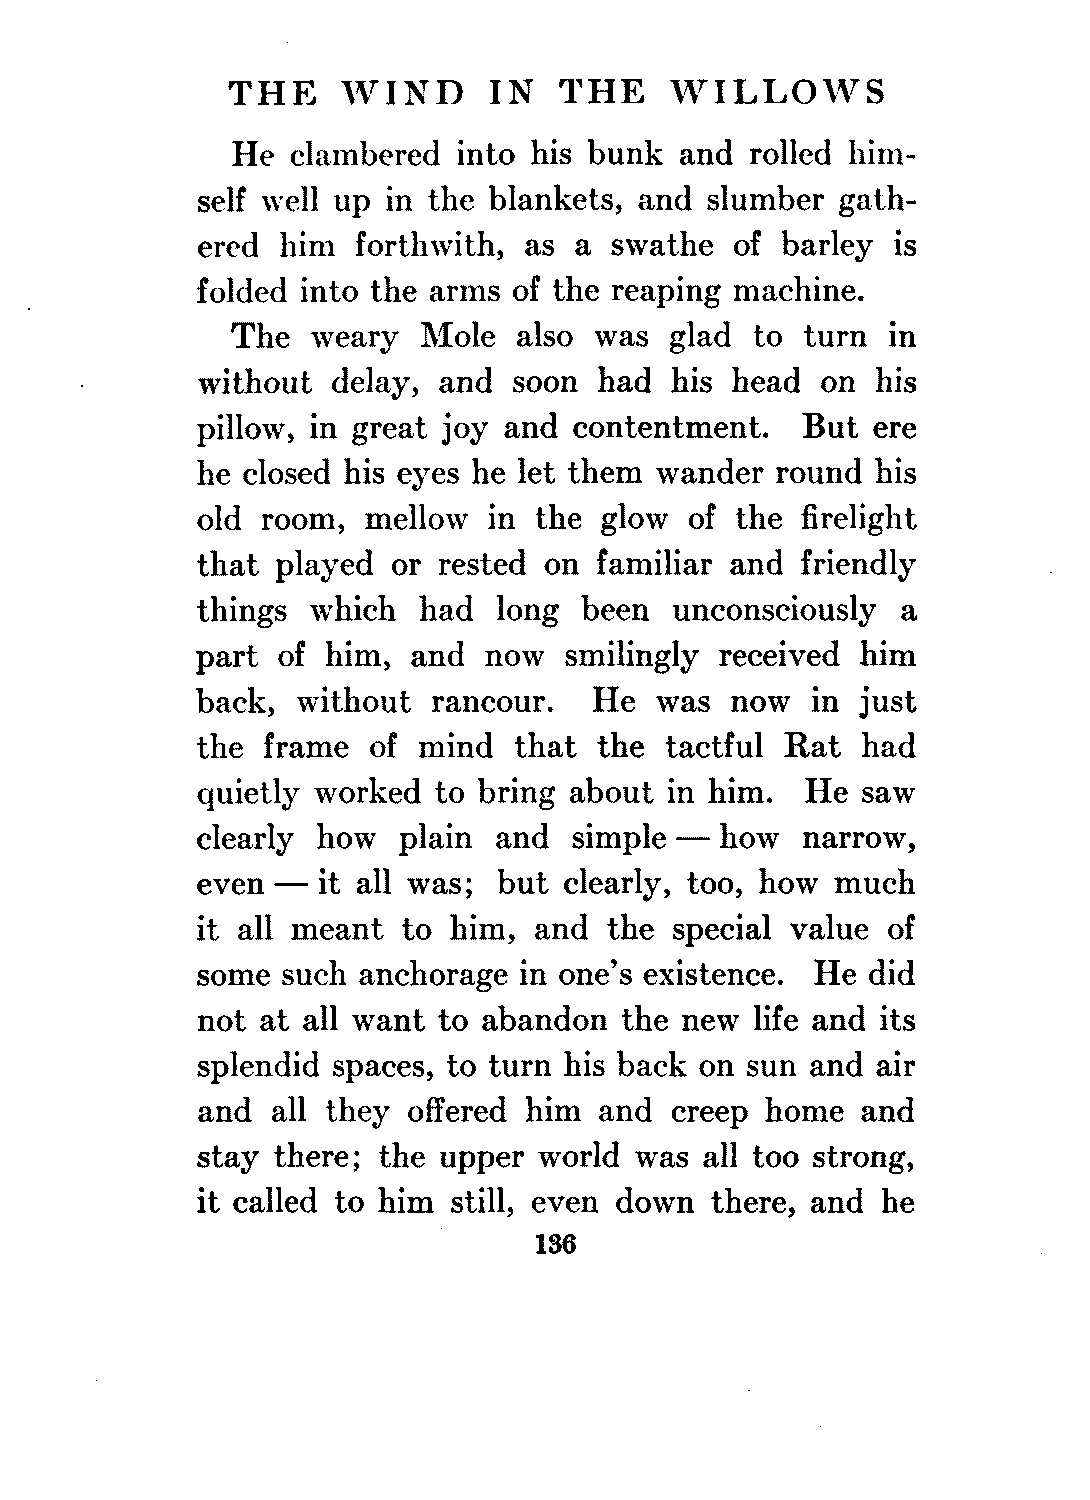 THE WIND IN THE WILLOWS
He clambered into his bunk and rolled him-
self well up in the blankets, and slumber gath-
ered him forthwith, as a swathe of barley is
folded into the arms of the reaping machine.
The weary Mole also was glad to turn in
without delay, and soon had his head on his
pillow, in great joy and contentment. But ere
he closed his eyes he let them wander round his
old room, mellow in the glow of the firelight
that played or rested on familiar and friendly
things which had long been unconsciously a
part of him, and now smilingly received him
back, without rancour. He was now in just
the frame of mind that the tactful Rat had
quietly worked to bring about in him. He saw
clearly how plain and simple — how narrow,
even — it all was; but clearly, too, how much
it all meant to him, and the special value of
some such anchorage in one's existence. He did
not at all want to abandon the new life and its
splendid spaces, to turn his back on sun and air
and all they offered him and creep home and
stay there; the upper world was all too strong,
it called to him still, even down there, and he
136